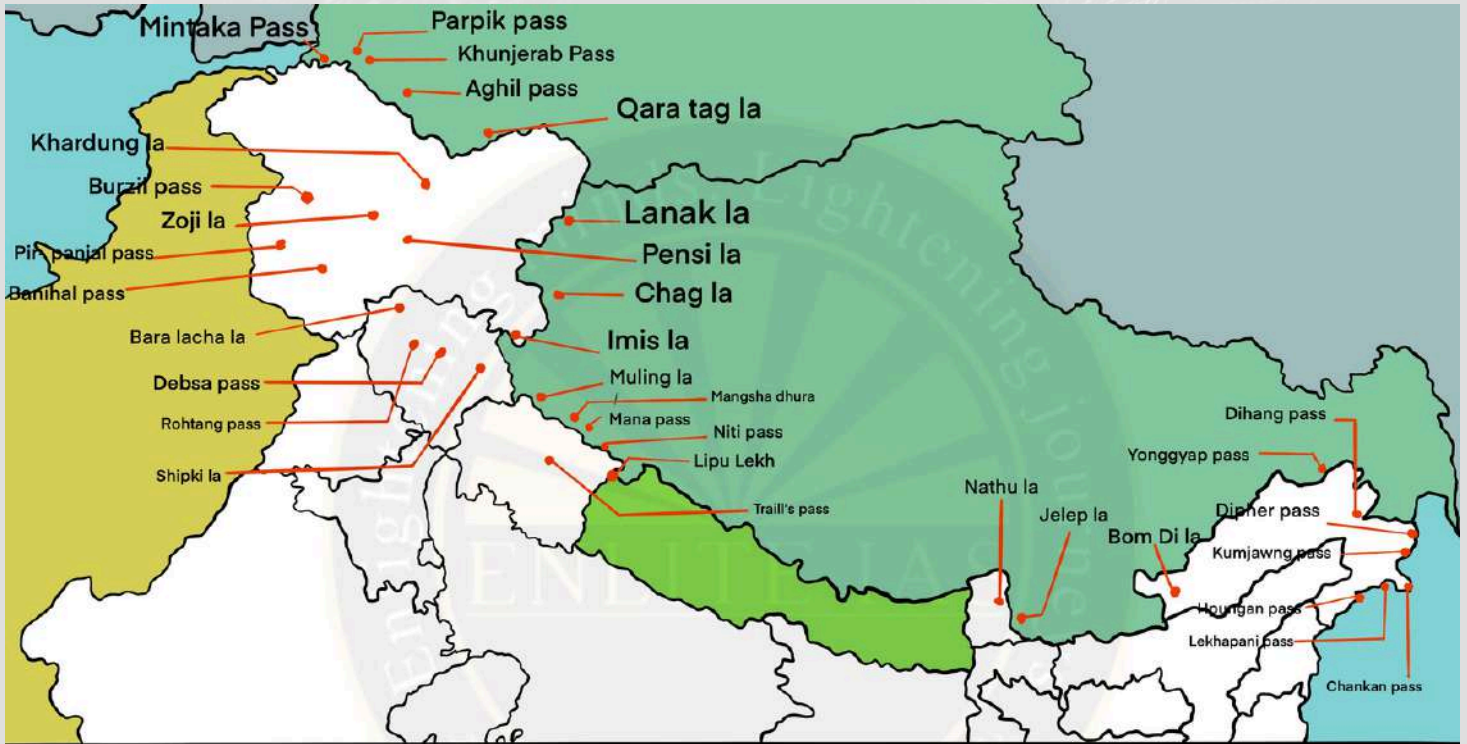 Mintaka Pass
Parpik pass
Khunjerab Pass
Aghil pass
Qara tag la
Khardung la
Burzil pass
Zoji la
Lanak la
Pir- panjal pass
Pensi la
Banihal pass
Chag la
Bara lacha la
Imis la
Debsa pass
Muling la
Mangsha dhura
Rohtang pass
Mana pass
Niti pass
Shipki la
Lipu Lekh
Traill's pass
Nathu la
Jelep la
Bom Di la
Dihang pass
Yonggyap pass
Dipher pass
Kumjawng pass
Houngan pass
Lekhapani pass
Chankan pass
ENLITE IAS